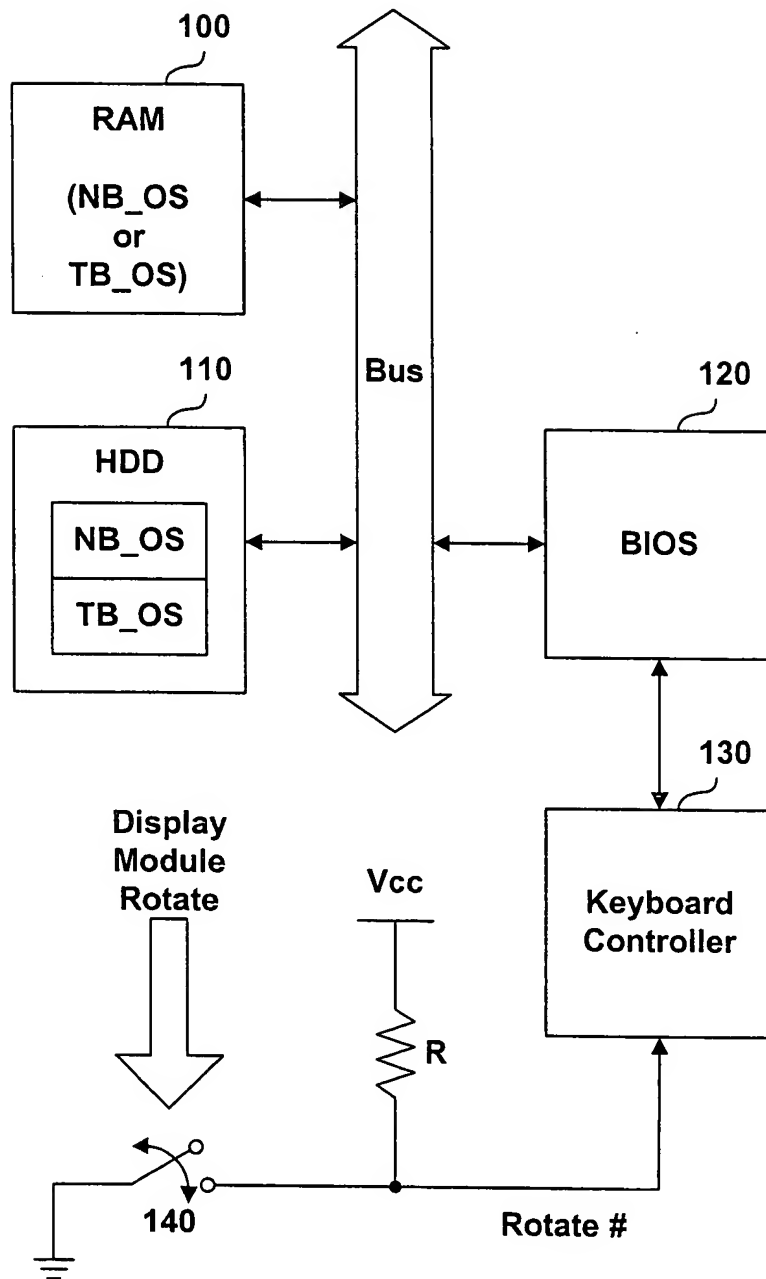 100
RAM
(NB_OS
or
TB_OS)
Bus
110
HDD
NB_OS
TB_OS
120
BIOS
130
Keyboard
Controller
Display
Module
Rotate
Vcc
R
140
Rotate #